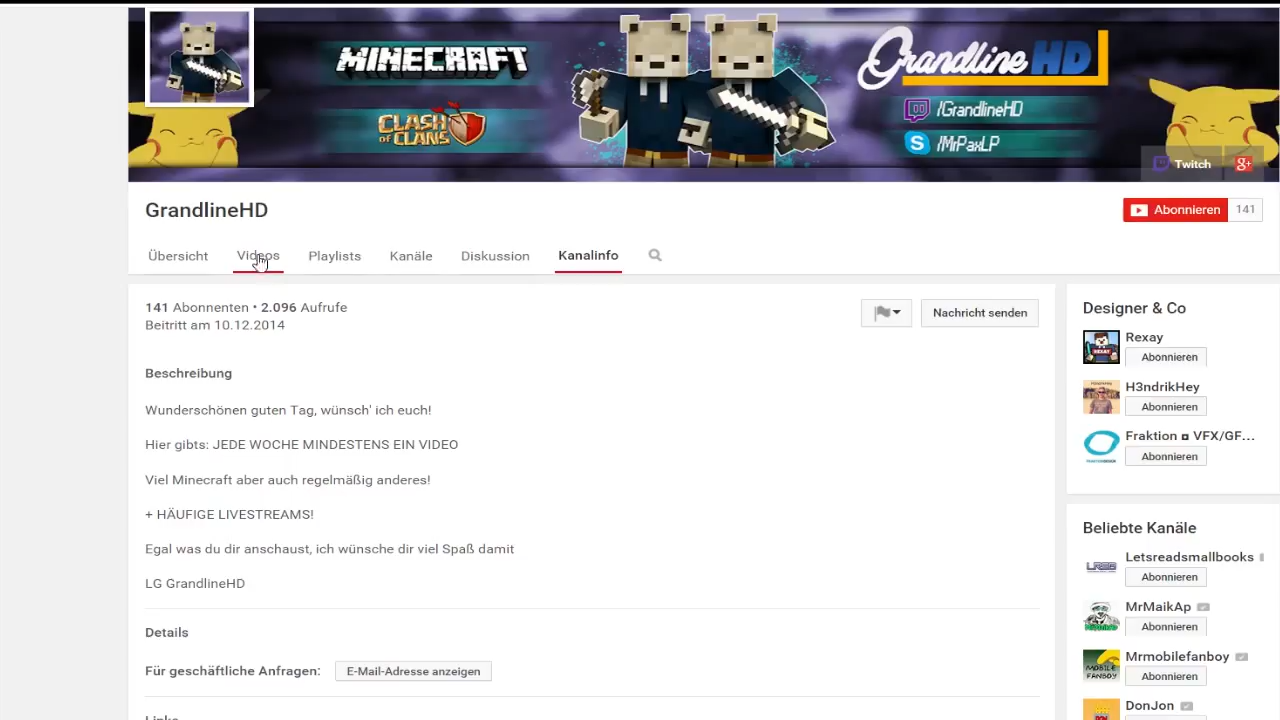 MINECRAFT
CLASH
OF CLANS
Grandline HD
/GrandlineHD
/MrPaxLP
Twitch
g+
GrandlineHD
Abonnieren 141
Übersicht Videos Playlists Kanäle Diskussion Kanalinfo
141 Abonnenten • 2.096 Aufrufe
Beitritt am 10.12.2014
Nachricht senden
Beschreibung
Wunderschönen guten Tag, wünsch' ich euch!
Hier gibts: JEDE WOCHE MINDESTENS EIN VIDEO
Viel Minecraft aber auch regelmäßig anderes!
+ HÄUFIGE LIVESTREAMS!
Egal was du dir anschaust, ich wünsche dir viel Spaß damit
LG GrandlineHD
Details
Für geschäftliche Anfragen: E-Mail-Adresse anzeigen
Links
Designer & Co
Rexay
Abonnieren
H3ndrikHey
Abonnieren
Fraktion ◘ VFX/GF...
Abonnieren
Beliebte Kanäle
Letsreadsmallbooks
Abonnieren
MrMaikAp
Abonnieren
Mrmobilefanboy
Abonnieren
DonJon